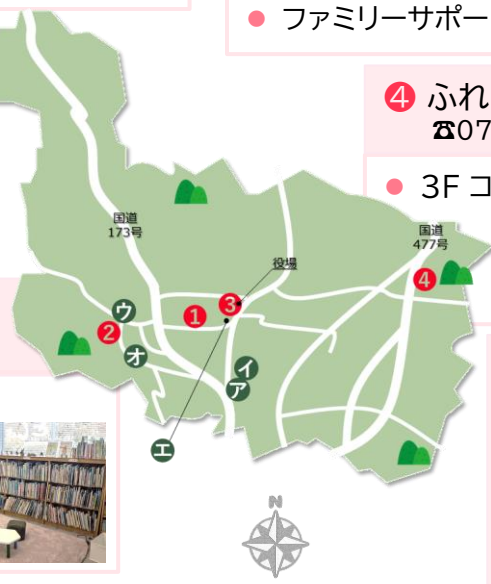 ● ファミリーサポー
❹ ふれ
☎07
● 3F コ
国道
173号
国道
477号
役場
❸
❹
❶
ウ
❷
オ
イ
ア
エ
N